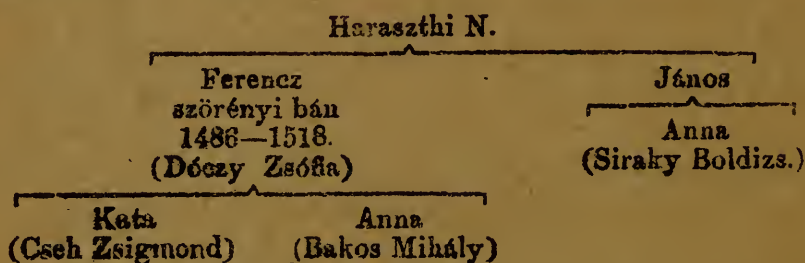 Haraszthi N.
Ferencz János
szörényi bán
1486—1518. Anna
(Dóczy Zsófia) (Siraky Boldizs.)
Kata Anna
(Cseh Zsigmond) (Bakos Mihály)